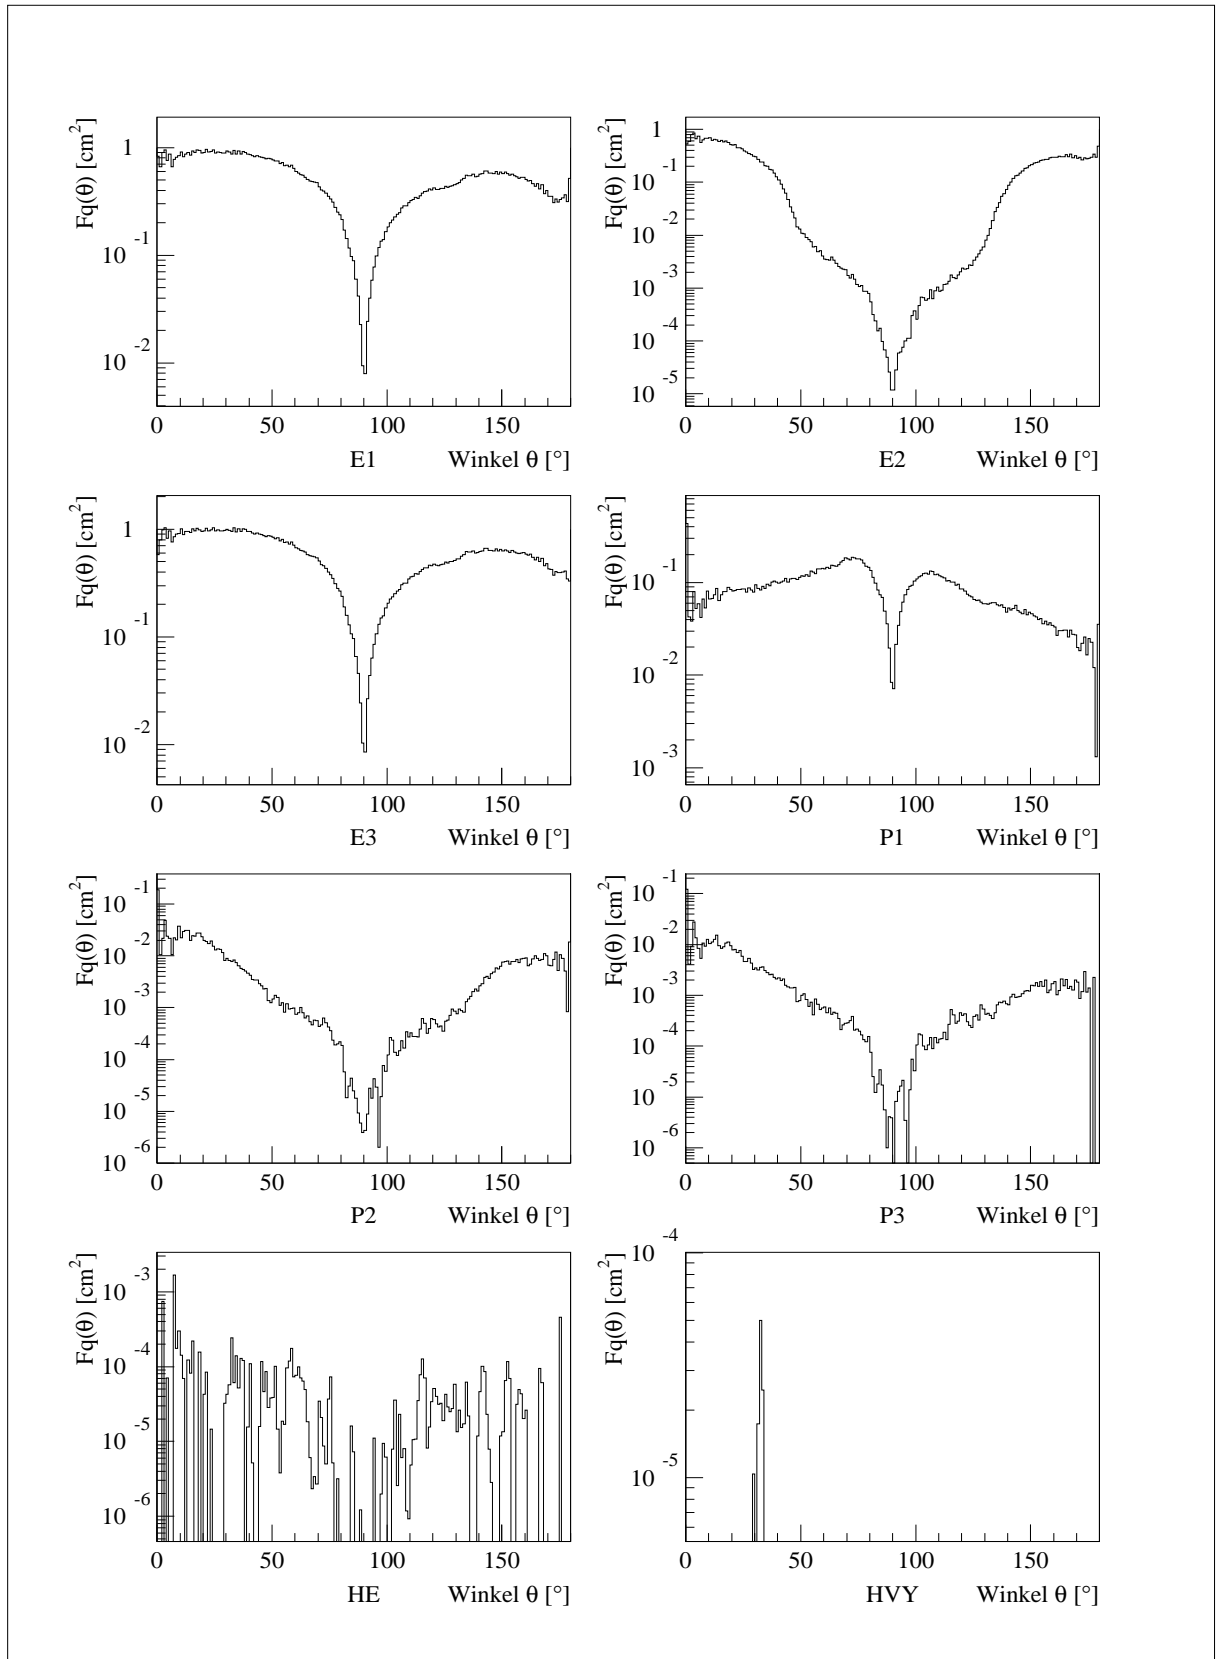 Fq(θ) [cm²]
1
10⁻¹
10⁻²
0 50 100 150
E1 Winkel θ [°]
Fq(θ) [cm²]
1
10⁻¹
10⁻²
10⁻³
10⁻⁴
10⁻⁵
0 50 100 150
E2 Winkel θ [°]
Fq(θ) [cm²]
1
10⁻¹
10⁻²
0 50 100 150
E3 Winkel θ [°]
Fq(θ) [cm²]
10⁻¹
10⁻²
10⁻³
0 50 100 150
P1 Winkel θ [°]
Fq(θ) [cm²]
10⁻¹
10⁻²
10⁻³
10⁻⁴
10⁻⁵
10⁻⁶
0 50 100 150
P2 Winkel θ [°]
Fq(θ) [cm²]
10⁻¹
10⁻²
10⁻³
10⁻⁴
10⁻⁵
10⁻⁶
0 50 100 150
P3 Winkel θ [°]
Fq(θ) [cm²]
10⁻³
10⁻⁴
10⁻⁵
10⁻⁶
0 50 100 150
HE Winkel θ [°]
Fq(θ) [cm²]
10⁻⁴
10⁻⁵
0 50 100 150
HVY Winkel θ [°]